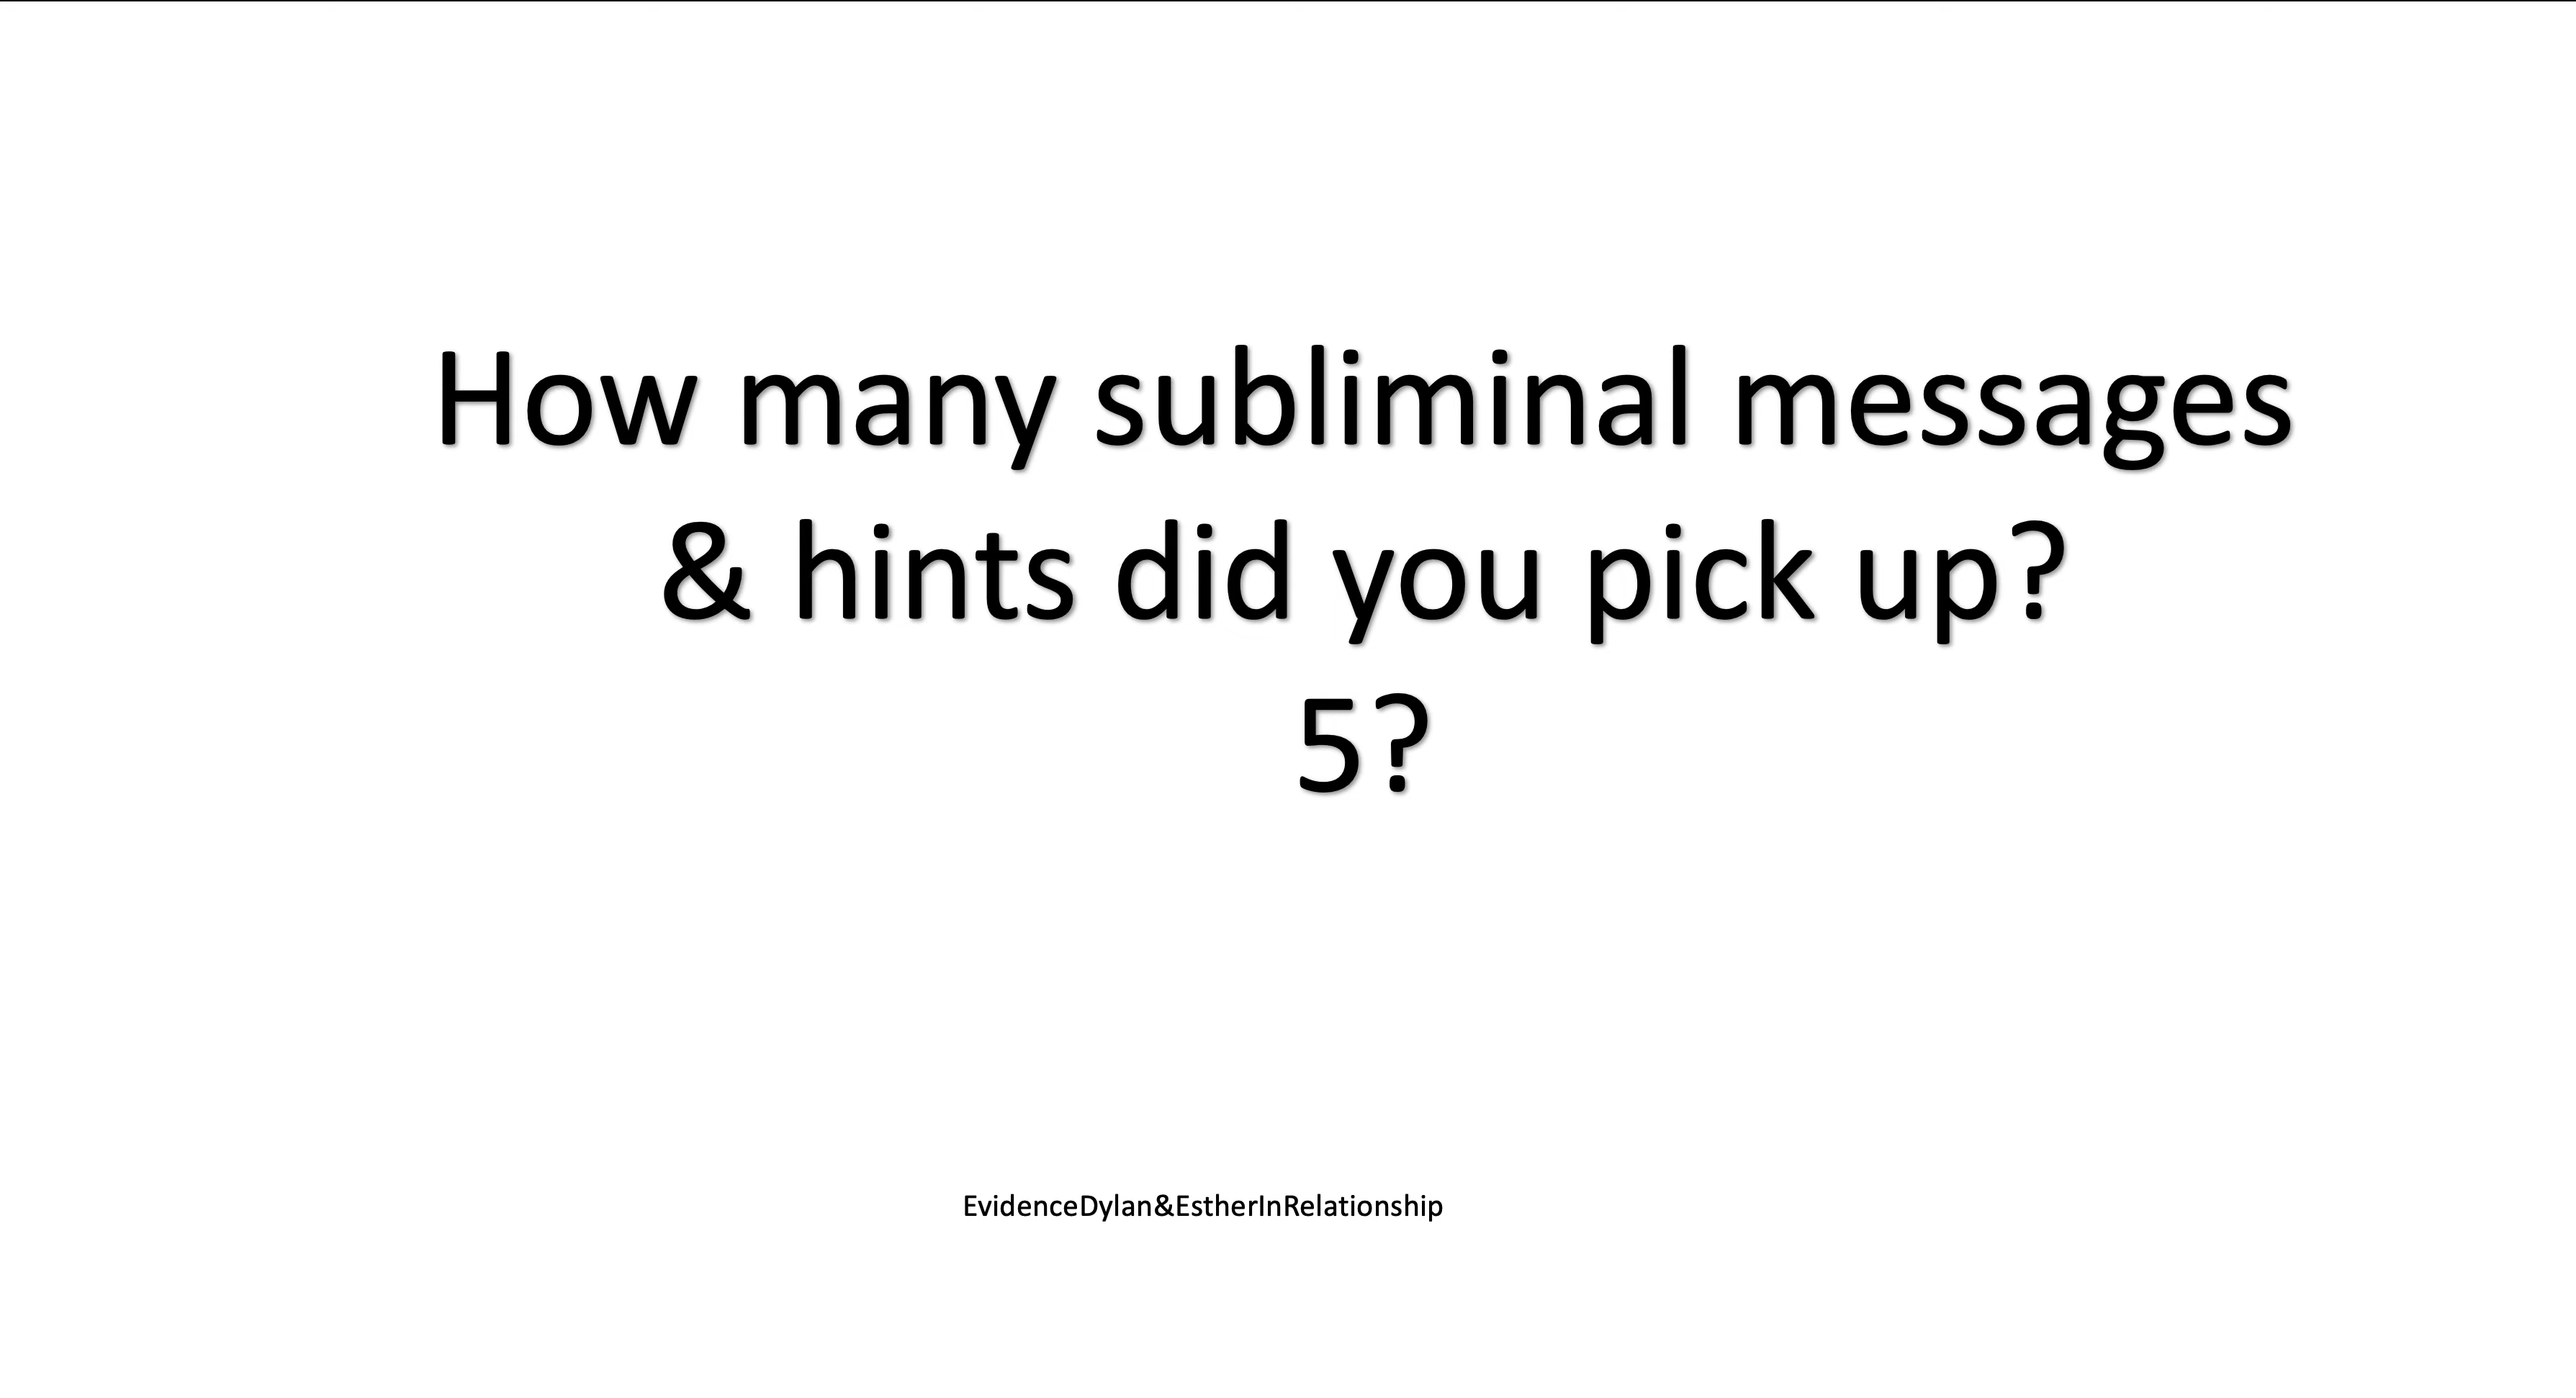 How many subliminal messages
& hints did you pick up?
5?
EvidenceDylan&EstherInRelationship